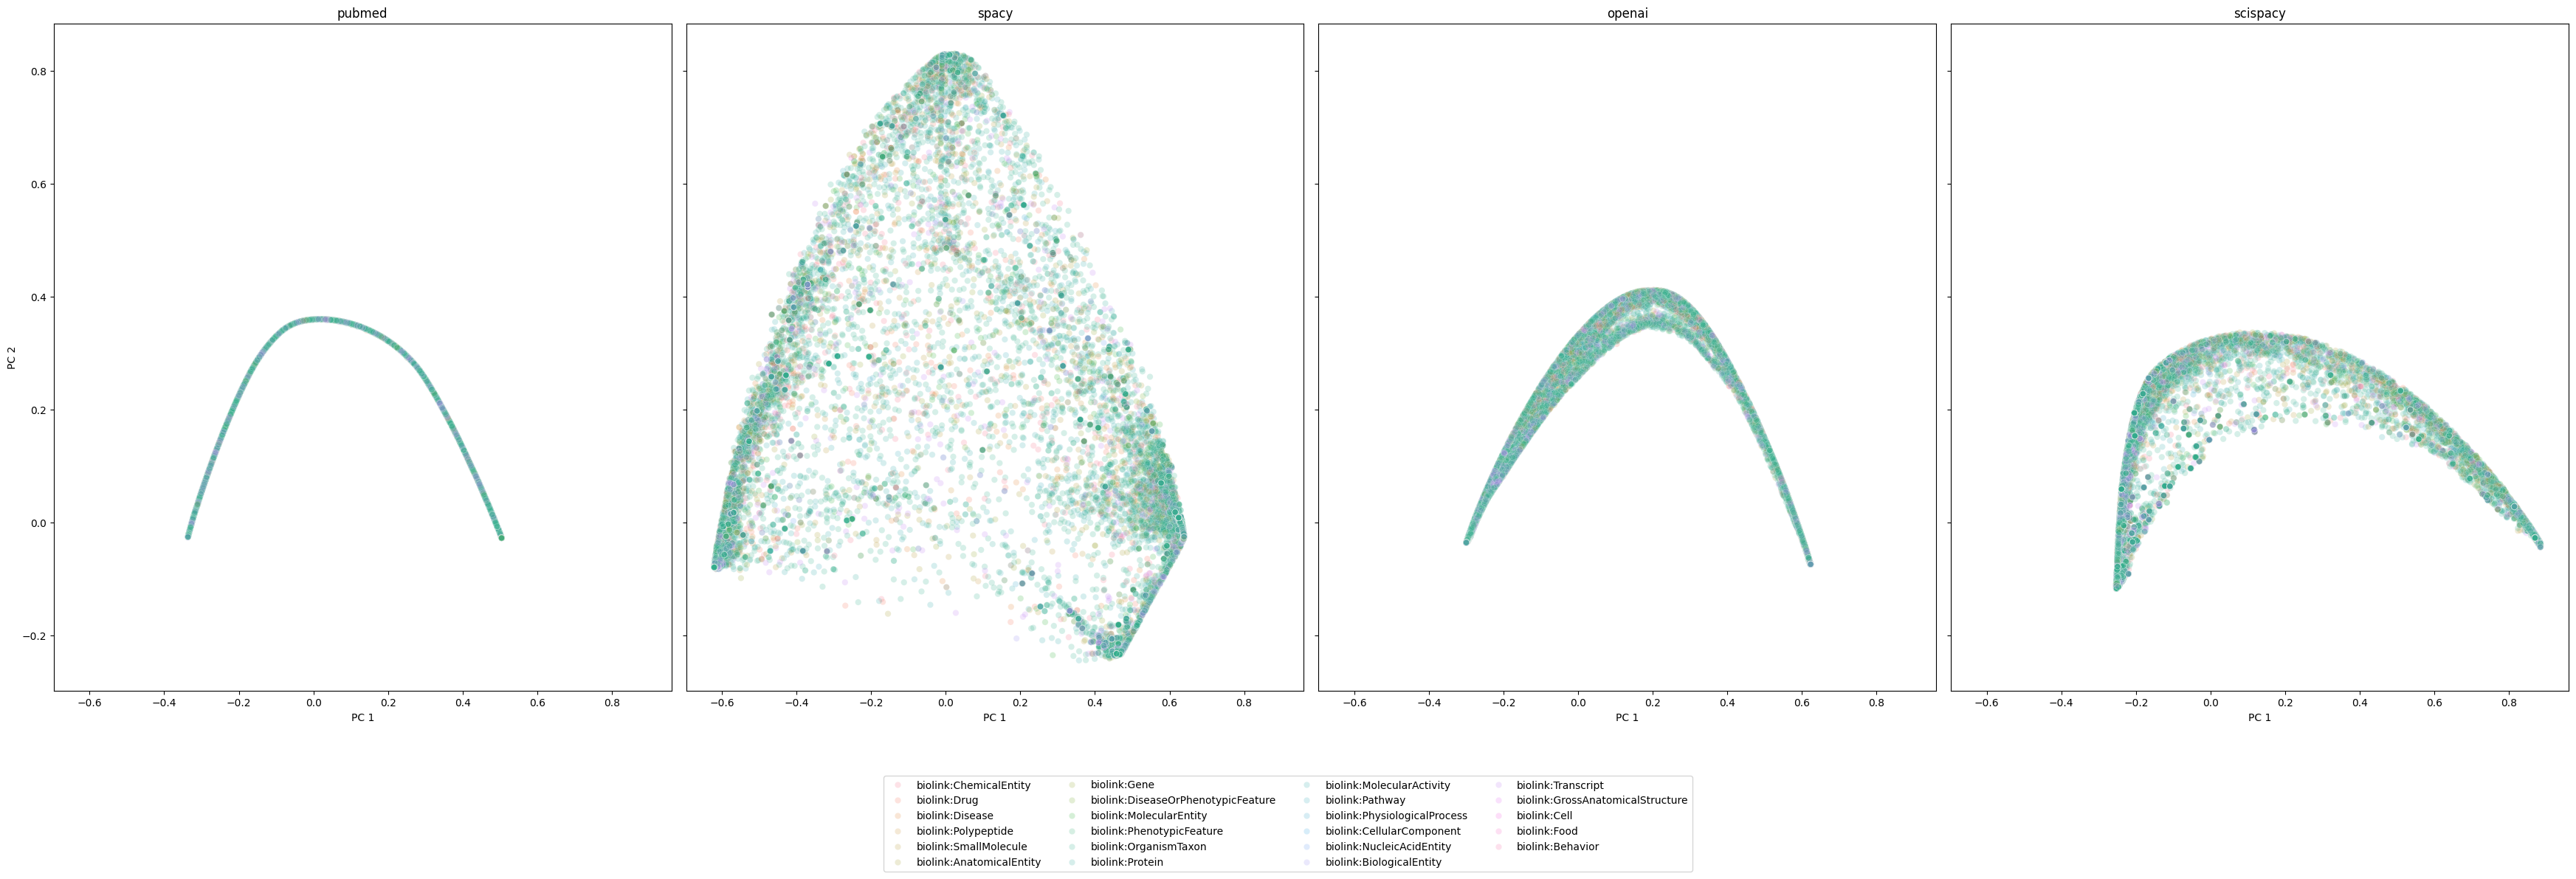 pubmed
spacy
openai
scispacy
PC 2
0.8
0.6
0.4
0.2
0.0
−0.2
−0.6 −0.4 −0.2 0.0 0.2 0.4 0.6 0.8
PC 1
−0.6 −0.4 −0.2 0.0 0.2 0.4 0.6 0.8
PC 1
−0.6 −0.4 −0.2 0.0 0.2 0.4 0.6 0.8
PC 1
−0.6 −0.4 −0.2 0.0 0.2 0.4 0.6 0.8
PC 1
biolink:ChemicalEntity
biolink:Drug
biolink:Disease
biolink:Polypeptide
biolink:SmallMolecule
biolink:AnatomicalEntity
biolink:Gene
biolink:DiseaseOrPhenotypicFeature
biolink:MolecularEntity
biolink:PhenotypicFeature
biolink:OrganismTaxon
biolink:Protein
biolink:MolecularActivity
biolink:Pathway
biolink:PhysiologicalProcess
biolink:CellularComponent
biolink:NucleicAcidEntity
biolink:BiologicalEntity
biolink:Transcript
biolink:GrossAnatomicalStructure
biolink:Cell
biolink:Food
biolink:Behavior